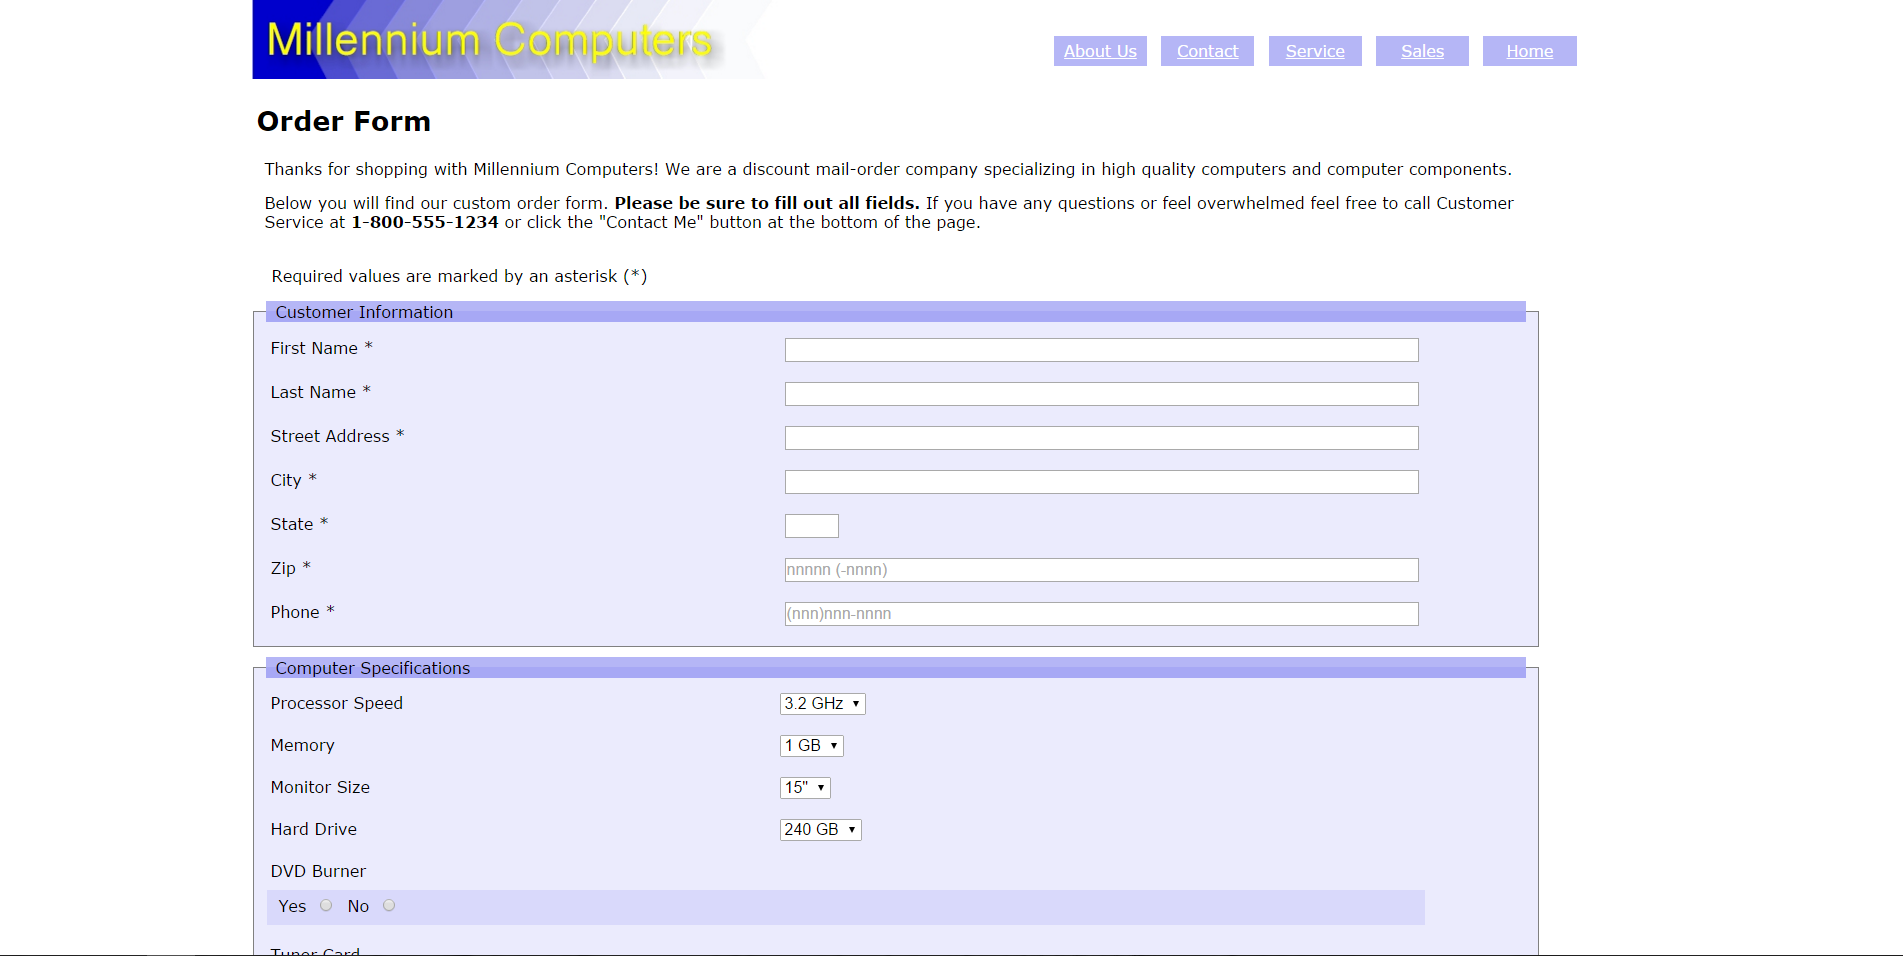 Millennium Computers
About Us Contact Service Sales Home
Order Form
Thanks for shopping with Millennium Computers! We are a discount mail-order company specializing in high quality computers and computer components.
Below you will find our custom order form. Please be sure to fill out all fields. If you have any questions or feel overwhelmed feel free to call Customer
Service at 1-800-555-1234 or click the "Contact Me" button at the bottom of the page.
Required values are marked by an asterisk (*)
Customer Information
First Name *
Last Name *
Street Address *
City *
State *
Zip * nnnnn (-nnnn)
Phone * (nnn)nnn-nnnn
Computer Specifications
Processor Speed 3.2 GHz
Memory 1 GB
Monitor Size 15"
Hard Drive 240 GB
DVD Burner
Yes No
Tuner Card